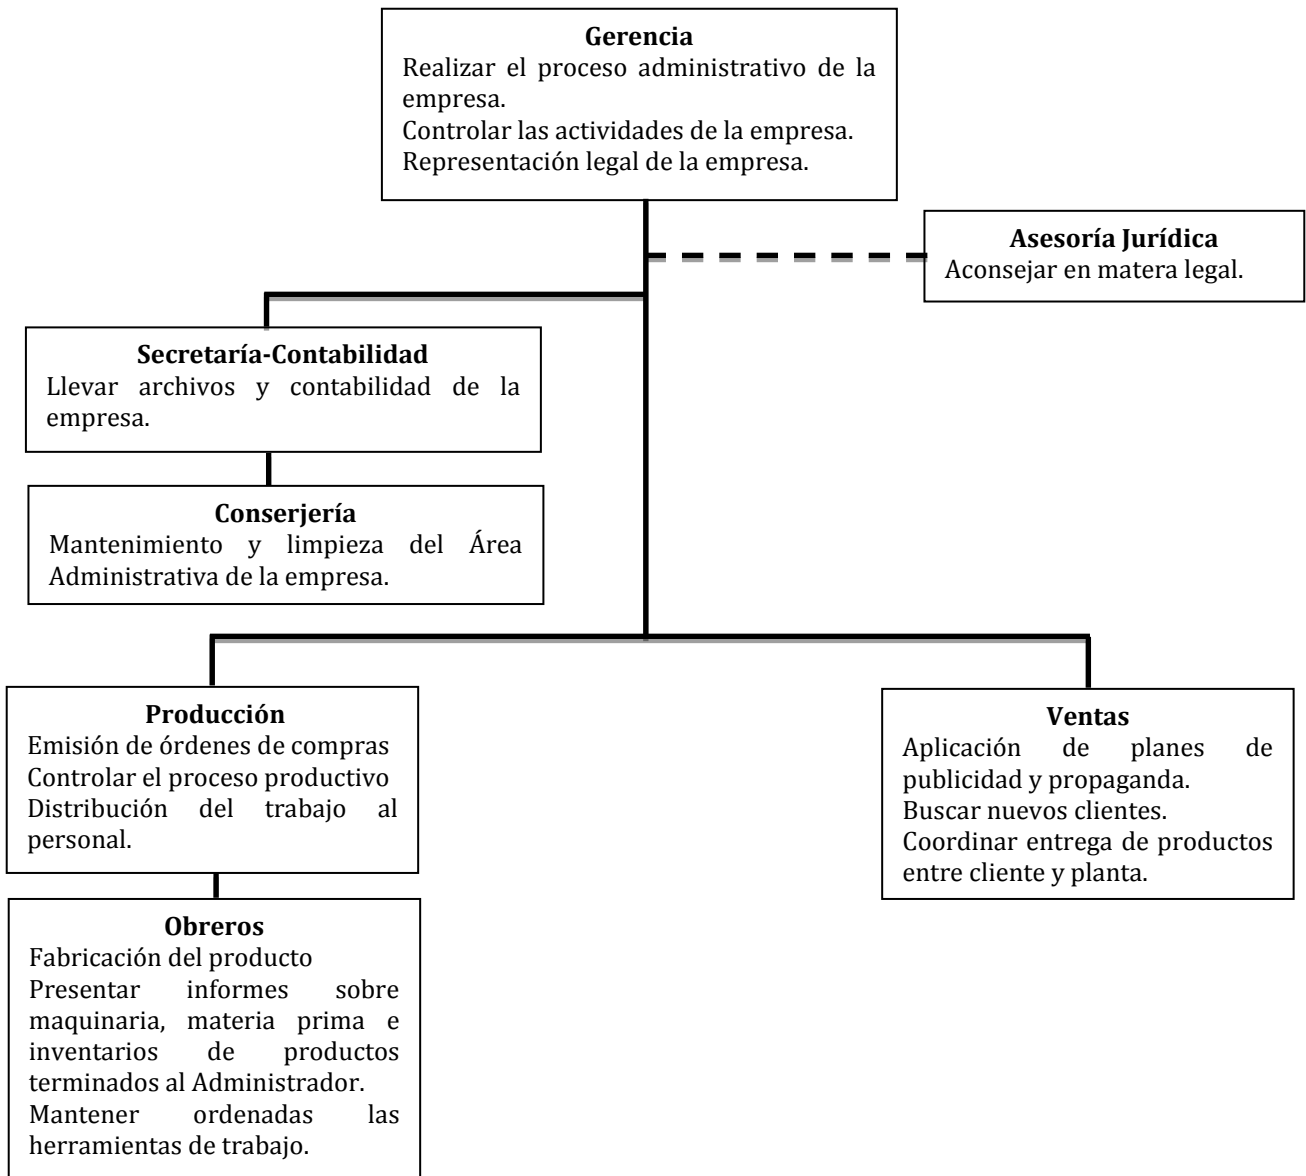 Gerencia
Realizar el proceso administrativo de la
empresa.
Controlar las actividades de la empresa.
Representación legal de la empresa.
Asesoría Jurídica
Aconsejar en matera legal.
Secretaría-Contabilidad
Llevar archivos y contabilidad de la
empresa.
Conserjería
Mantenimiento y limpieza del Área
Administrativa de la empresa.
Producción
Emisión de órdenes de compras
Controlar el proceso productivo
Distribución del trabajo al
personal.
Ventas
Aplicación de planes de
publicidad y propaganda.
Buscar nuevos clientes.
Coordinar entrega de productos
entre cliente y planta.
Obreros
Fabricación del producto
Presentar informes sobre
maquinaria, materia prima e
inventarios de productos
terminados al Administrador.
Mantener ordenadas las
herramientas de trabajo.